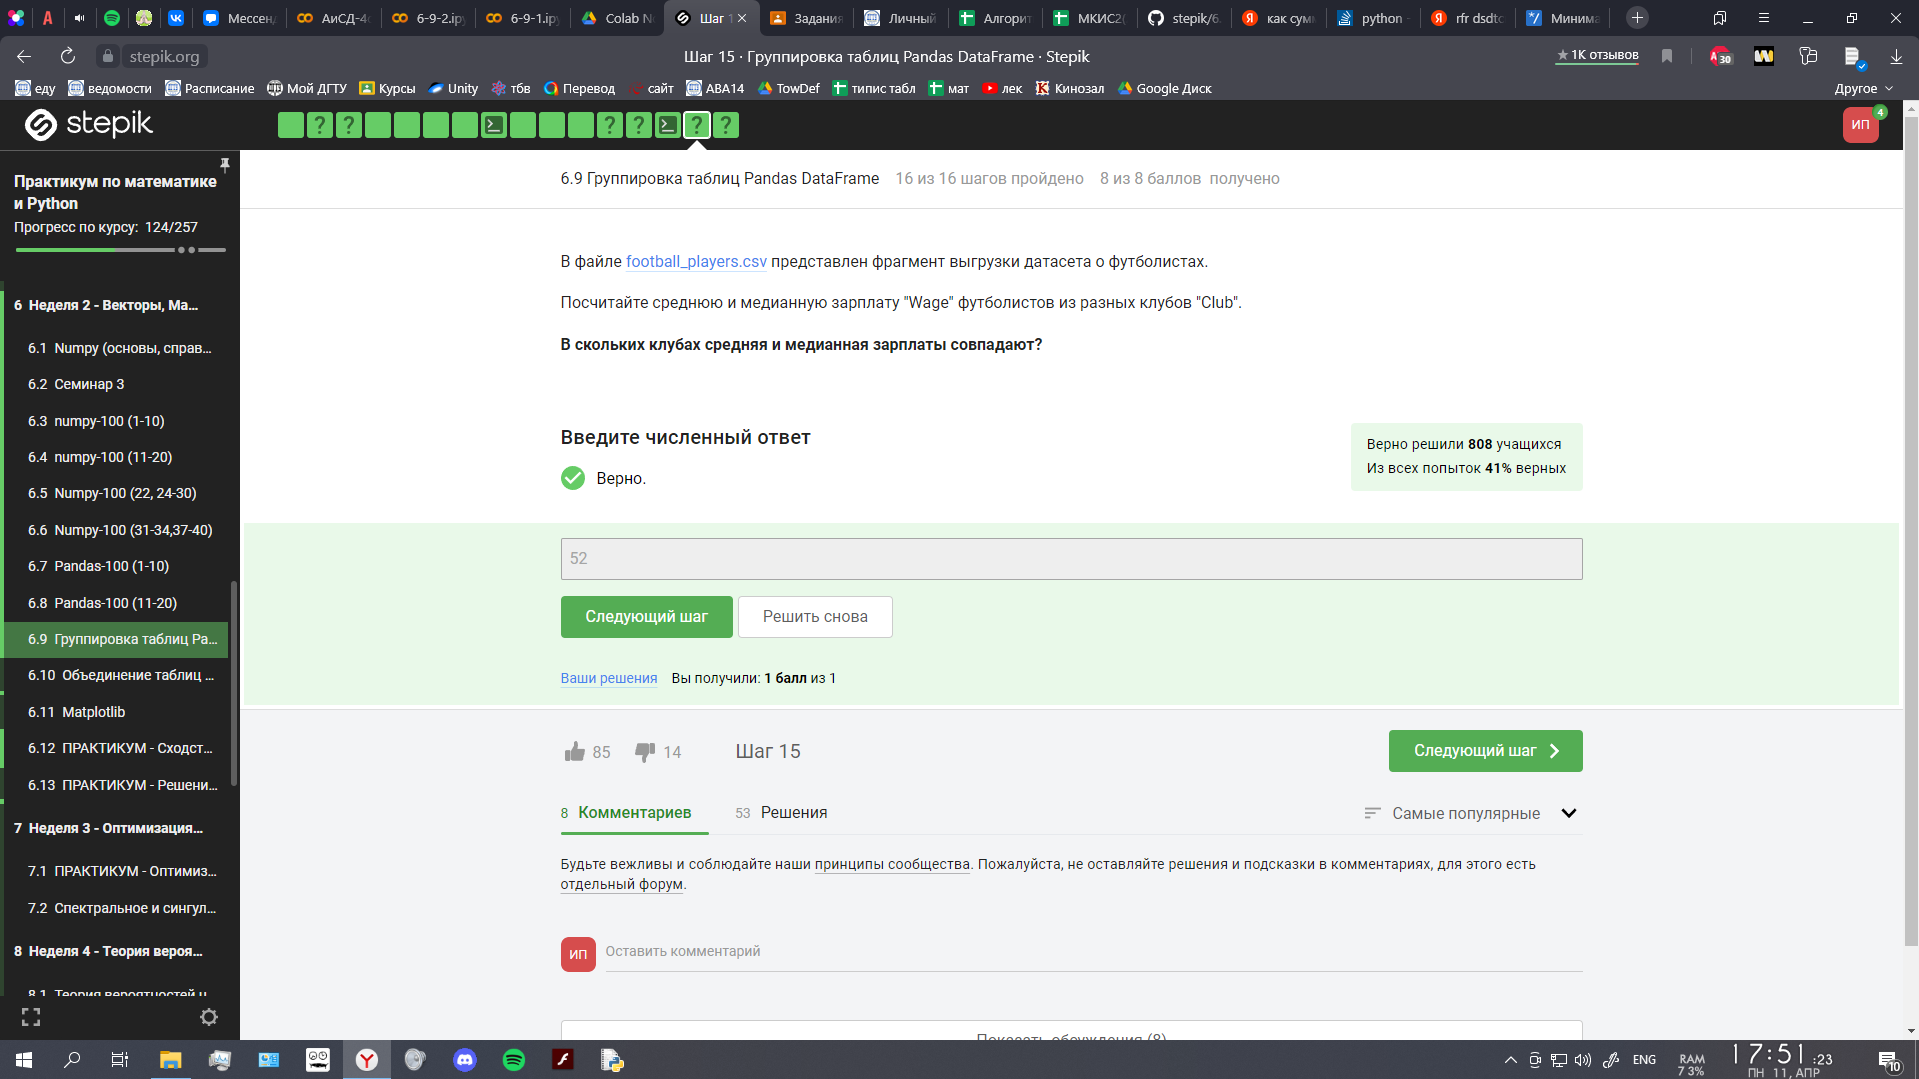 Мессен
АиСД-4с
6-9-2.ip
6-9-1.ip
Colab N
Шаг 1
Задания
Личный
Алгорит
МКИС2(
stepik/6
как сум
python -
rfr dsdtc
Минима
stepik.org
Шаг 15 · Группировка таблиц Pandas DataFrame · Stepik
★ 1K отзывов
30
еду
ведомости
Расписание
Мой ДГТУ
Курсы
Unity
тбв
Перевод
сайт
АВА14
TowDef
типис табл
мат
лек
Кинозал
Google Диск
Другое
stepik
ИП
4
Практикум по математике
и Python
Прогресс по курсу: 124/257
6 Неделя 2 - Векторы, Ма...
6.1 Numpy (основы, справ...
6.2 Семинар 3
6.3 numpy-100 (1-10)
6.4 numpy-100 (11-20)
6.5 Numpy-100 (22, 24-30)
6.6 Numpy-100 (31-34,37-40)
6.7 Pandas-100 (1-10)
6.8 Pandas-100 (11-20)
6.9 Группировка таблиц Pa...
6.10 Объединение таблиц ...
6.11 Matplotlib
6.12 ПРАКТИКУМ - Сходст...
6.13 ПРАКТИКУМ - Решени...
7 Неделя 3 - Оптимизация...
7.1 ПРАКТИКУМ - Оптимиз...
7.2 Спектральное и сингул...
8 Неделя 4 - Теория вероя...
8.1 Теория вероятностей
6.9 Группировка таблиц Pandas DataFrame 16 из 16 шагов пройдено 8 из 8 баллов получено
В файле football_players.csv представлен фрагмент выгрузки датасета о футболистах.
Посчитайте среднюю и медианную зарплату "Wage" футболистов из разных клубов "Club".
В скольких клубах средняя и медианная зарплаты совпадают?
Введите численный ответ
Верно.
Верно решили 808 учащихся
Из всех попыток 41% верных
52
Следующий шаг
Решить снова
Ваши решения Вы получили: 1 балл из 1
85
14
Шаг 15
Следующий шаг
8 Комментариев
53 Решения
Самые популярные
Будьте вежливы и соблюдайте наши принципы сообщества. Пожалуйста, не оставляйте решения и подсказки в комментариях, для этого есть
отдельный форум.
ИП
Оставить комментарий
Показать обсуждения (8)
ENG
RAM
73%
17:51:23
ПН 11, АПР
10